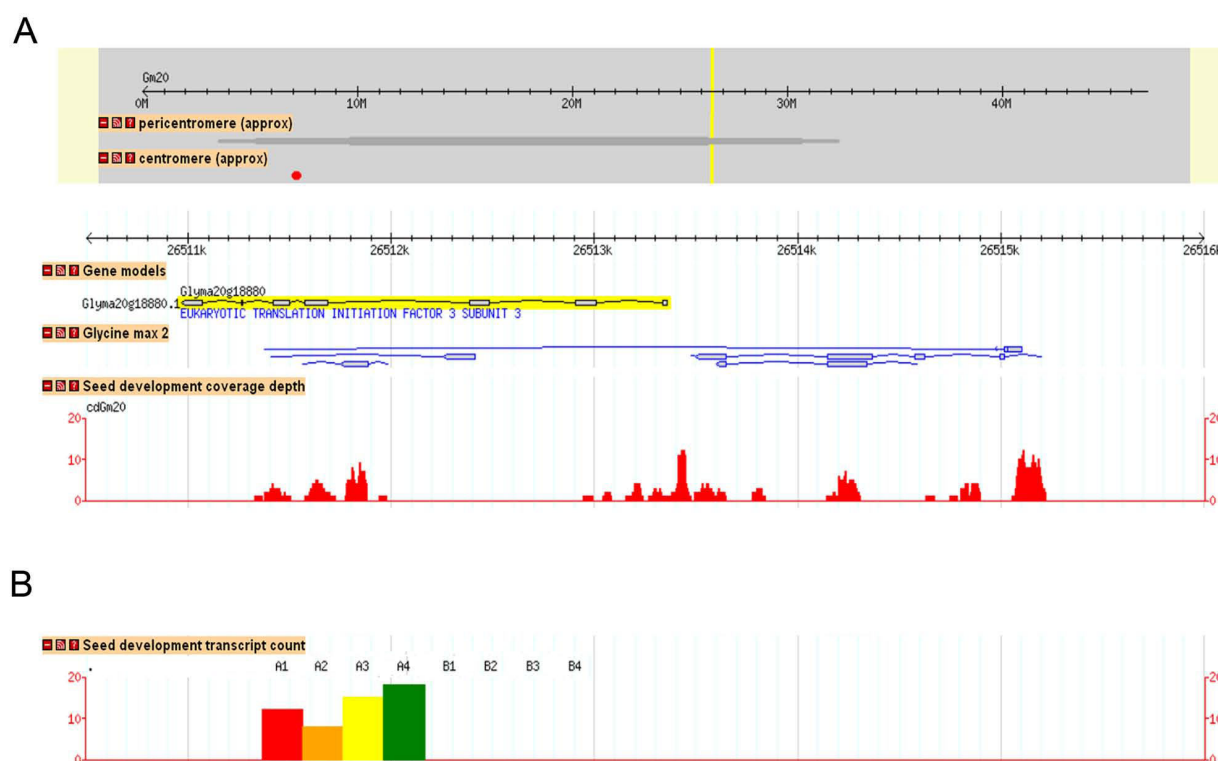 A
Gm20
0M 10M 20M 30M 40M
pericentromere (approx)
centromere (approx)
26511k 26512k 26513k 26514k 26515k 26516k
Gene models
Glyma20g18880
Glyma20g18880.1
EUKARYOTIC TRANSLATION INITIATION FACTOR 3 SUBUNIT 3
Glycine max 2
Seed development coverage depth
cdGm20
20 20
10 10
0 0
B
Seed development transcript count
A1 A2 A3 A4 B1 B2 B3 B4
20 20
10 10
0 0